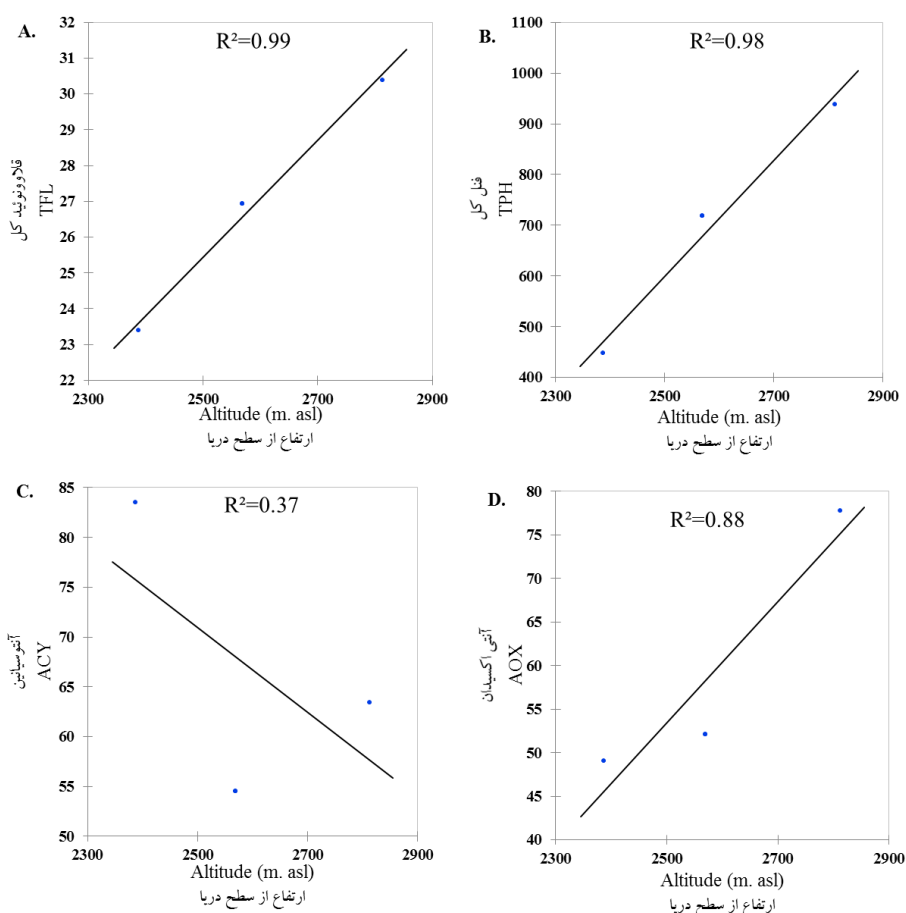 A.
R²=0.99
32
31
30
29
28
27
26
25
24
23
22
فلاوونوئید کل
TFL
2300 2500 2700 2900
Altitude (m. asl)
ارتفاع از سطح دریا
B.
R²=0.98
1100
1000
900
800
700
600
500
400
فنل کل
TPH
2300 2500 2700 2900
Altitude (m. asl)
ارتفاع از سطح دریا
C.
R²=0.37
85
80
75
70
65
60
55
50
آنتوسیانین
ACY
2300 2500 2700 2900
Altitude (m. asl)
ارتفاع از سطح دریا
D.
R²=0.88
80
75
70
65
60
55
50
45
40
آنتی اکسیدان
AOX
2300 2500 2700 2900
Altitude (m. asl)
ارتفاع از سطح دریا